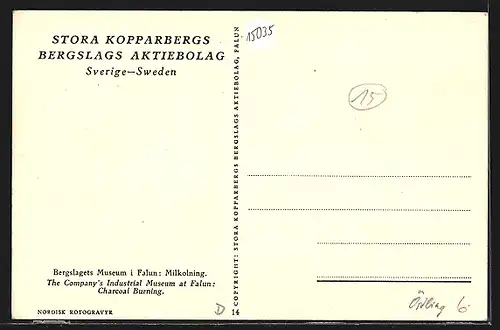 STORA KOPPARBERGS
BERGSLAGS AKTIEBOLAG
Sverige—Sweden
15035
15
COPYRIGHT: STORA KOPPARBERGS BERGSLAGS AKTIEBOLAG, FALUN
Bergslagets Museum i Falun: Milkolning.
The Company's Industrial Museum at Falun:
Charcoal Burning.
NORDISK ROTOGRAVYR
D
14
6.-